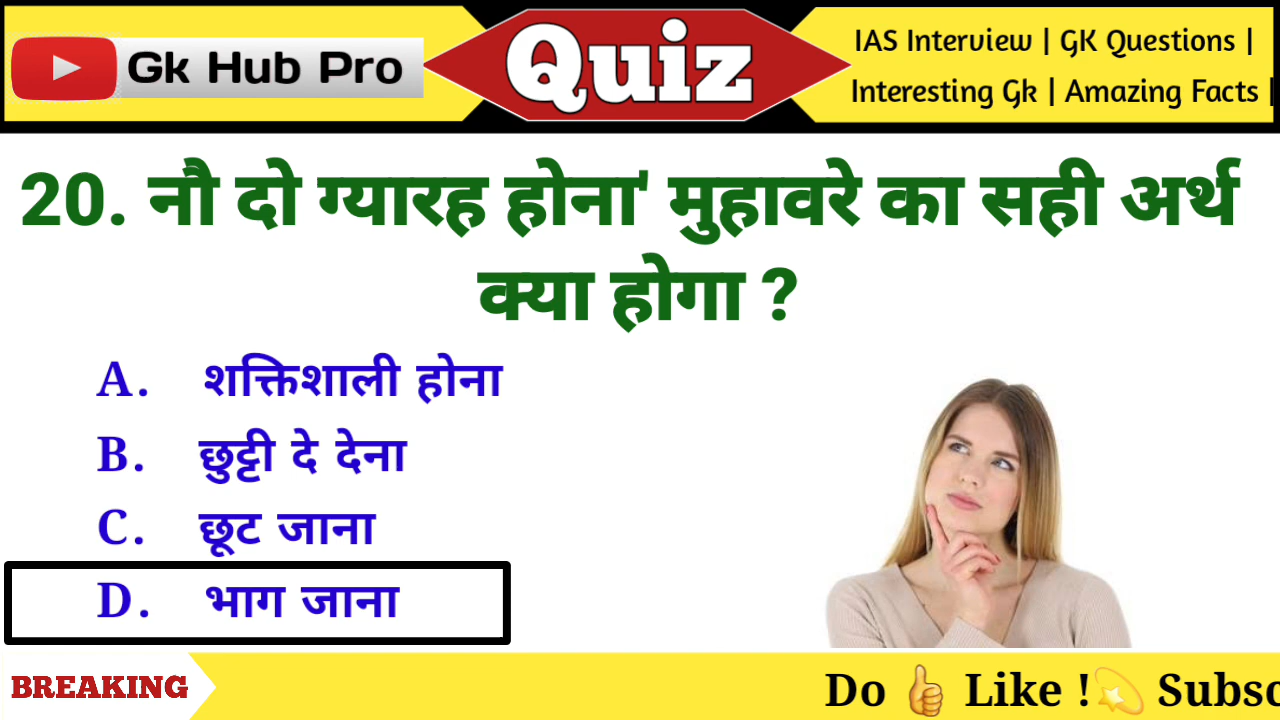 Gk Hub Pro
Quiz
IAS Interview | GK Questions |
Interesting Gk | Amazing Facts |
20. नौ दो ग्यारह होना' मुहावरे का सही अर्थ
क्या होगा ?
A. शक्तिशाली होना
B. छुट्टी दे देना
C. छूट जाना
D. भाग जाना
BREAKING
Do 👍 Like !💫 Subsc